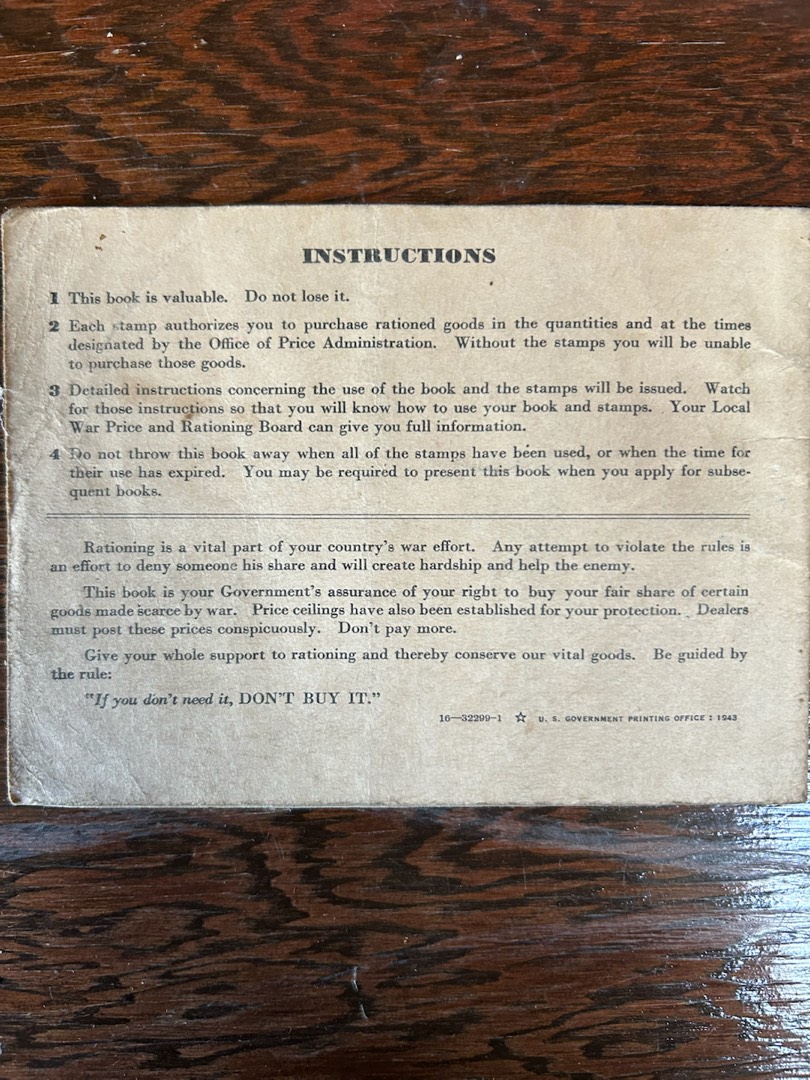 INSTRUCTIONS
1 This book is valuable. Do not lose it.
2 Each stamp authorizes you to purchase rationed goods in the quantities and at the times
designated by the Office of Price Administration. Without the stamps you will be unable
to purchase those goods.
3 Detailed instructions concerning the use of the book and the stamps will be issued. Watch
for those instructions so that you will know how to use your book and stamps. Your Local
War Price and Rationing Board can give you full information.
4 Do not throw this book away when all of the stamps have been used, or when the time for
their use has expired. You may be required to present this book when you apply for subse-
quent books.
Rationing is a vital part of your country's war effort. Any attempt to violate the rules is
an effort to deny someone his share and will create hardship and help the enemy.
This book is your Government's assurance of your right to buy your fair share of certain
goods made scarce by war. Price ceilings have also been established for your protection. Dealers
must post these prices conspicuously. Don't pay more.
Give your whole support to rationing and thereby conserve our vital goods. Be guided by
the rule:
"If you don't need it, DON'T BUY IT."
16—32299-1 ☆ U. S. GOVERNMENT PRINTING OFFICE : 1943